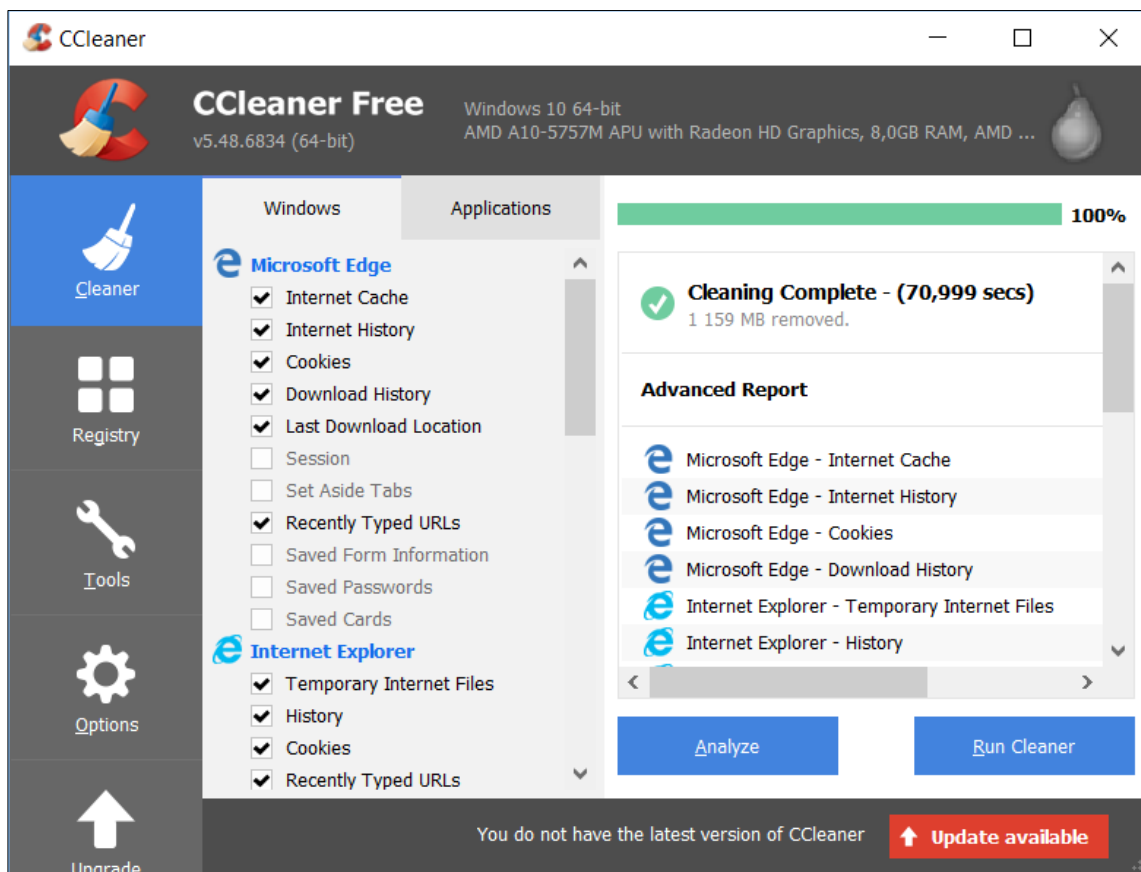 CCleaner
CCleaner Free
v5.48.6834 (64-bit)
Windows 10 64-bit
AMD A10-5757M APU with Radeon HD Graphics, 8,0GB RAM, AMD ...
Cleaner
Registry
Tools
Options
Upgrade
Windows
Applications
Microsoft Edge
Internet Cache
Internet History
Cookies
Download History
Last Download Location
Session
Set Aside Tabs
Recently Typed URLs
Saved Form Information
Saved Passwords
Saved Cards
Internet Explorer
Temporary Internet Files
History
Cookies
Recently Typed URLs
100%
Cleaning Complete - (70,999 secs)
1 159 MB removed.
Advanced Report
Microsoft Edge - Internet Cache
Microsoft Edge - Internet History
Microsoft Edge - Cookies
Microsoft Edge - Download History
Internet Explorer - Temporary Internet Files
Internet Explorer - History
Analyze
Run Cleaner
You do not have the latest version of CCleaner
Update available